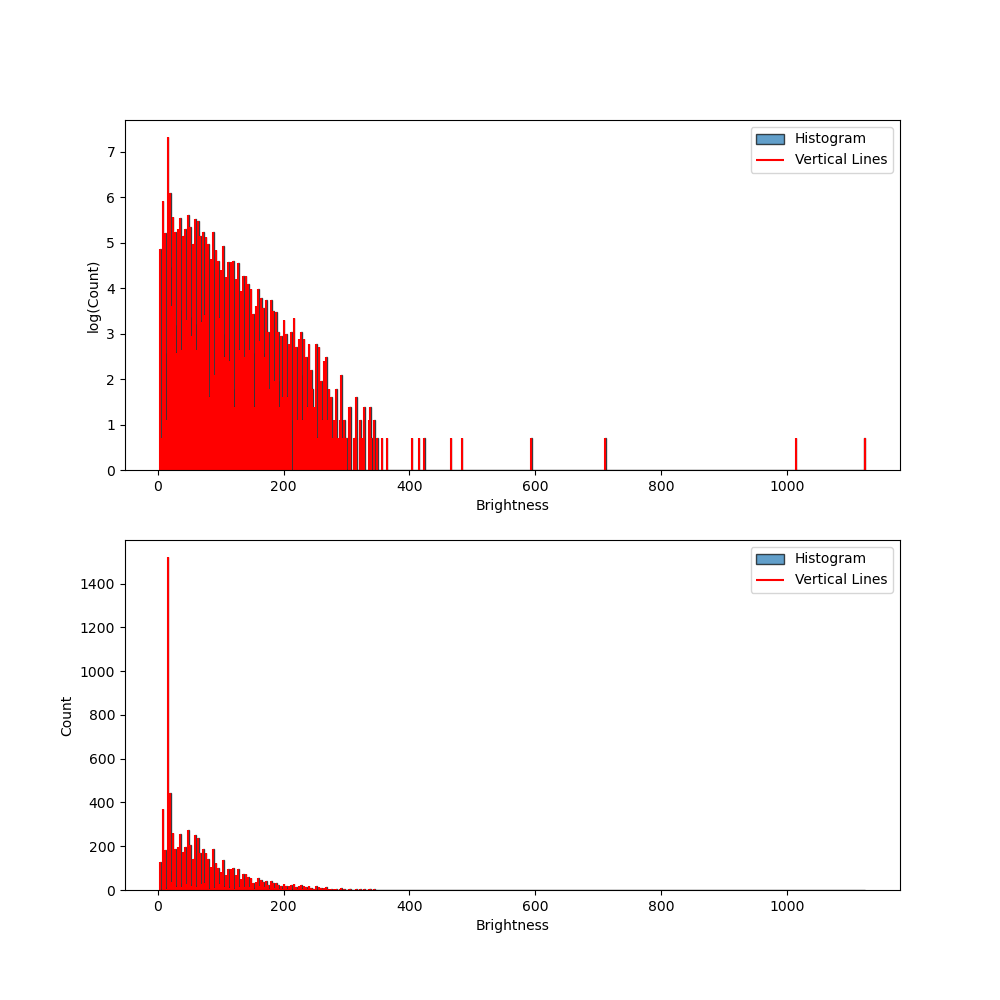 Histogram
Vertical Lines
7
6
5
4
3
2
1
0
log(Count)
0 200 400 600 800 1000
Brightness
Histogram
Vertical Lines
1400
1200
1000
800
600
400
200
0
Count
0 200 400 600 800 1000
Brightness